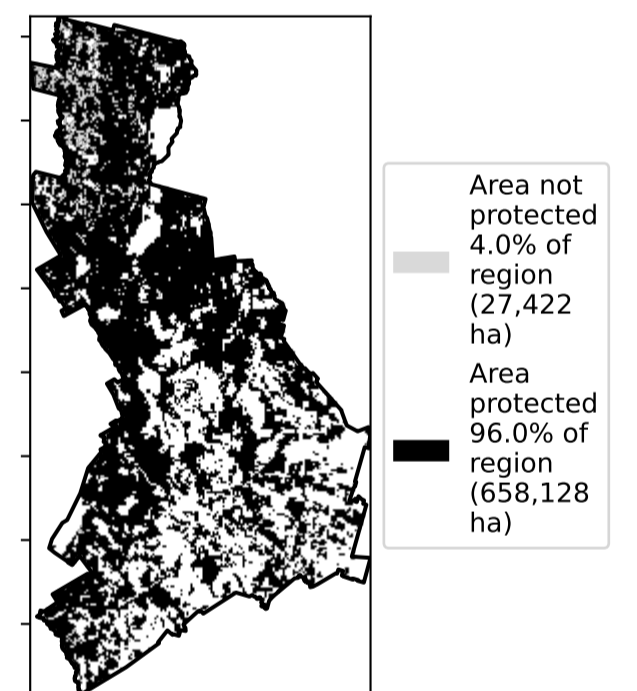 Area not
protected
4.0% of
region
(27,422
ha)
Area
protected
96.0% of
region
(658,128
ha)